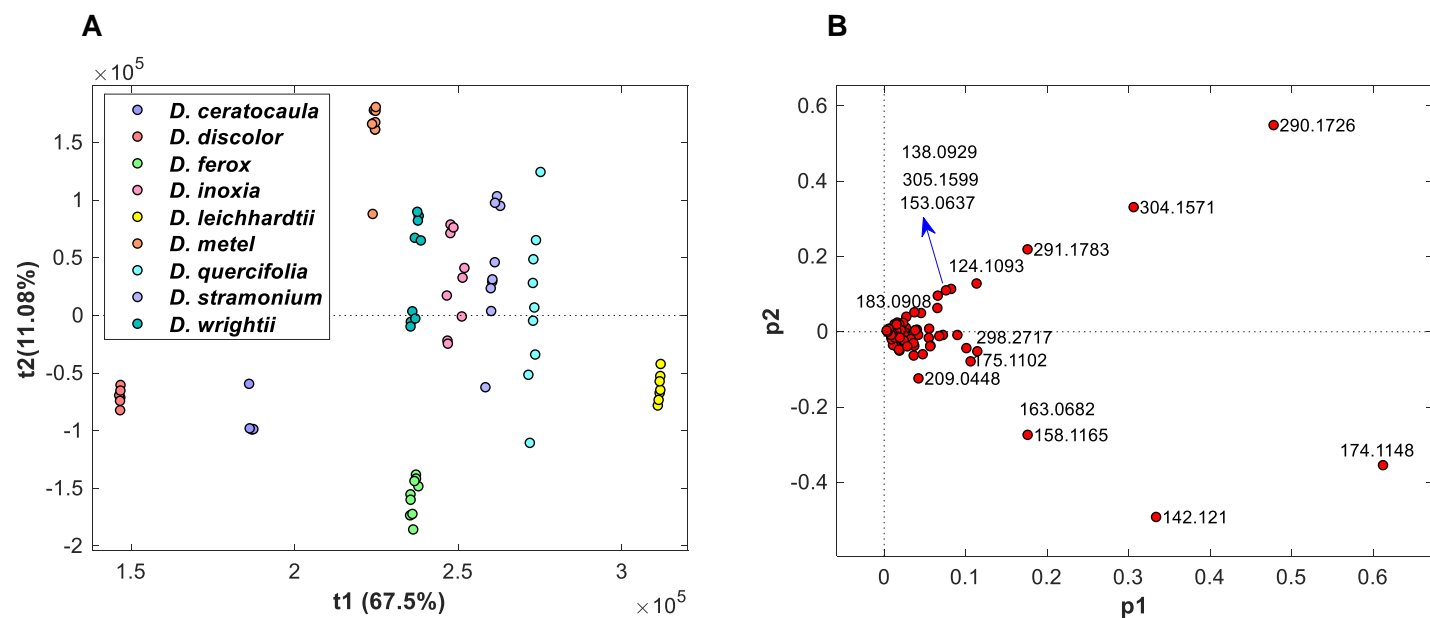 A
×10^5
D. ceratocaula
D. discolor
D. ferox
D. inoxia
D. leichhardtii
D. metel
D. quercifolia
D. stramonium
D. wrightii
1.5
1
0.5
0
-0.5
-1
-1.5
-2
t2(11.08%)
1.5
2
2.5
3
t1 (67.5%)
×10^5
B
0.6
0.4
0.2
0
-0.2
-0.4
p2
290.1726
138.0929
305.1599
153.0637
304.1571
291.1783
124.1093
183.0908
298.2717
175.1102
209.0448
163.0682
158.1165
174.1148
142.121
0
0.1
0.2
0.3
0.4
0.5
0.6
p1